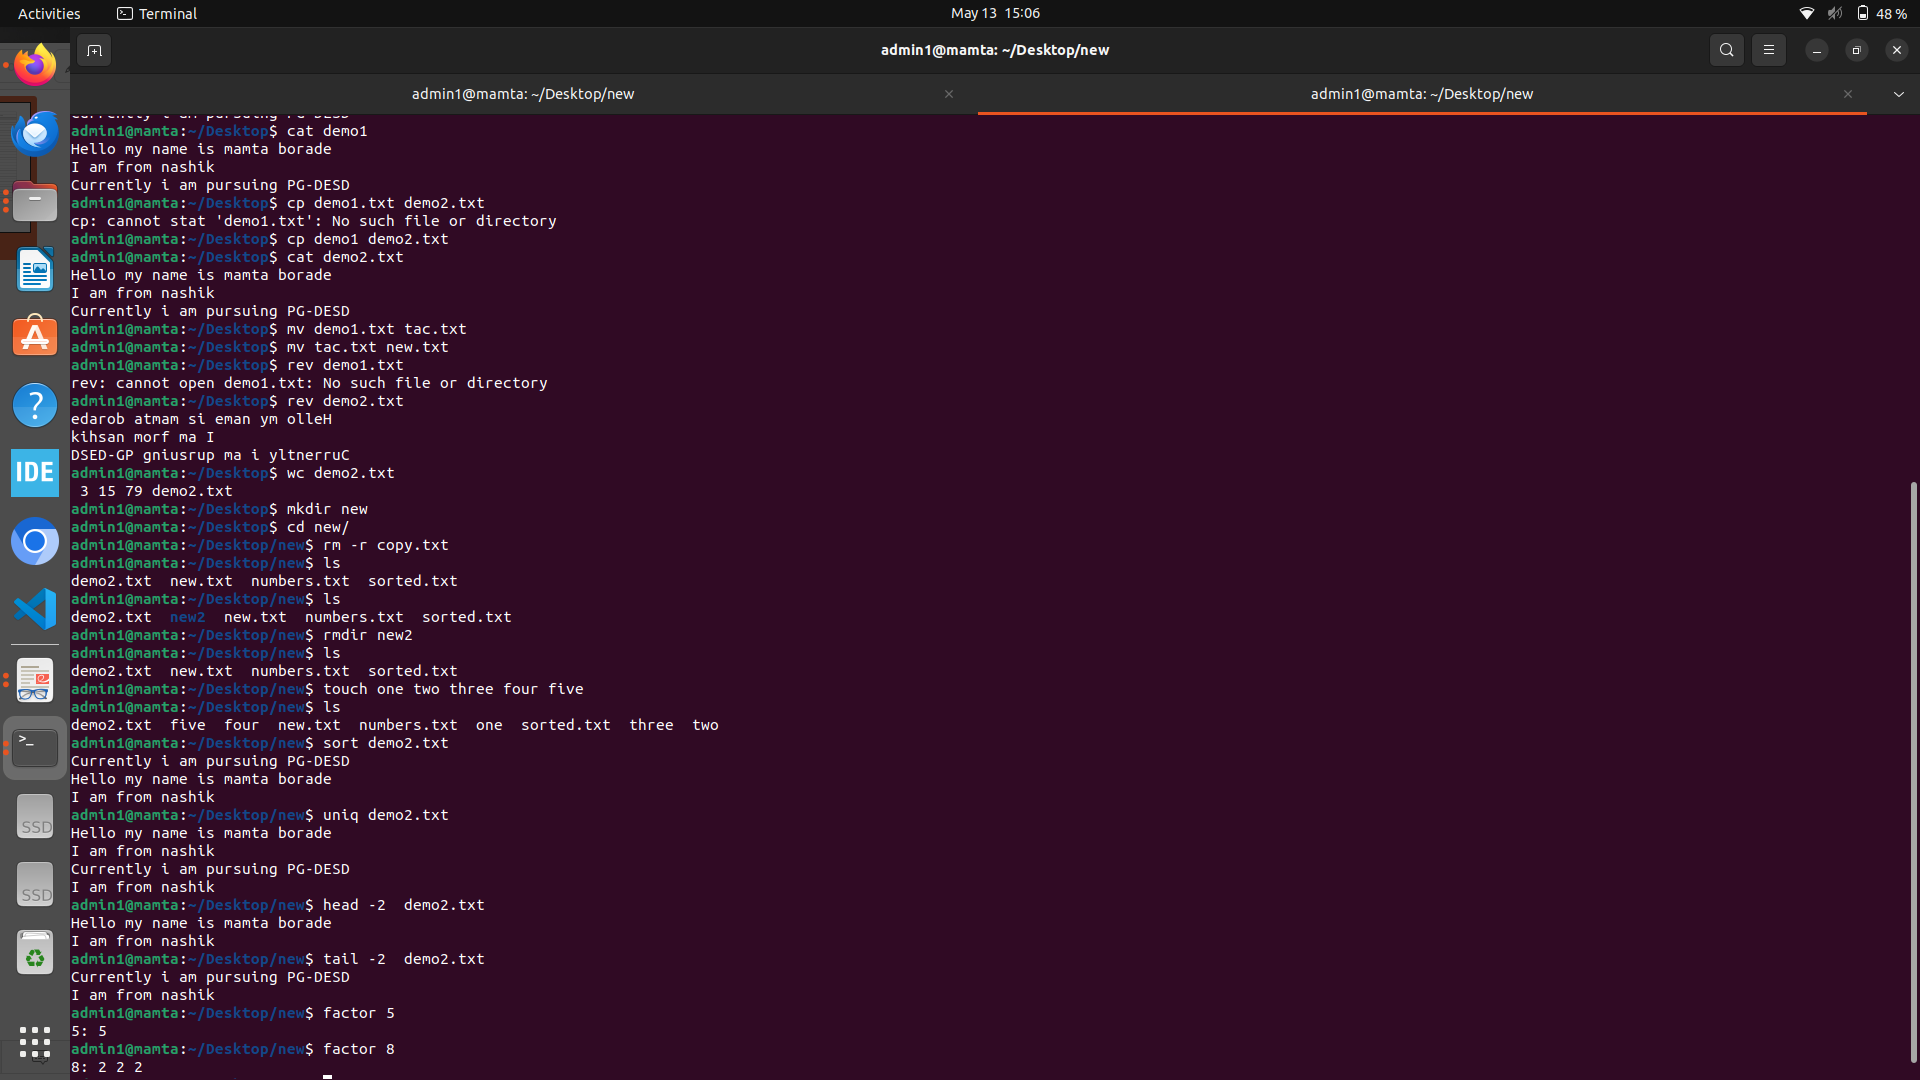 Activities
Terminal
May 13 15:06
48 %
admin1@mamta: ~/Desktop/new
admin1@mamta: ~/Desktop/new
admin1@mamta: ~/Desktop/new
Currently i am pursuing PG-DESD
admin1@mamta:~/Desktop$ cat demo1
Hello my name is mamta borade
I am from nashik
Currently i am pursuing PG-DESD
admin1@mamta:~/Desktop$ cp demo1.txt demo2.txt
cp: cannot stat 'demo1.txt': No such file or directory
admin1@mamta:~/Desktop$ cp demo1 demo2.txt
admin1@mamta:~/Desktop$ cat demo2.txt
Hello my name is mamta borade
I am from nashik
Currently i am pursuing PG-DESD
admin1@mamta:~/Desktop$ mv demo1.txt tac.txt
admin1@mamta:~/Desktop$ mv tac.txt new.txt
admin1@mamta:~/Desktop$ rev demo1.txt
rev: cannot open demo1.txt: No such file or directory
admin1@mamta:~/Desktop$ rev demo2.txt
edarob atmam si eman ym olleH
kihsan morf ma I
DSED-GP gniusrup ma i yltnerruC
admin1@mamta:~/Desktop$ wc demo2.txt
 3 15 79 demo2.txt
admin1@mamta:~/Desktop$ mkdir new
admin1@mamta:~/Desktop$ cd new/
admin1@mamta:~/Desktop/new$ rm -r copy.txt
admin1@mamta:~/Desktop/new$ ls
demo2.txt  new.txt  numbers.txt  sorted.txt
admin1@mamta:~/Desktop/new$ ls
demo2.txt  new2  new.txt  numbers.txt  sorted.txt
admin1@mamta:~/Desktop/new$ rmdir new2
admin1@mamta:~/Desktop/new$ ls
demo2.txt  new.txt  numbers.txt  sorted.txt
admin1@mamta:~/Desktop/new$ touch one two three four five
admin1@mamta:~/Desktop/new$ ls
demo2.txt  five  four  new.txt  numbers.txt  one  sorted.txt  three  two
admin1@mamta:~/Desktop/new$ sort demo2.txt
Currently i am pursuing PG-DESD
Hello my name is mamta borade
I am from nashik
admin1@mamta:~/Desktop/new$ uniq demo2.txt
Hello my name is mamta borade
I am from nashik
Currently i am pursuing PG-DESD
I am from nashik
admin1@mamta:~/Desktop/new$ head -2  demo2.txt
Hello my name is mamta borade
I am from nashik
admin1@mamta:~/Desktop/new$ tail -2  demo2.txt
Currently i am pursuing PG-DESD
I am from nashik
admin1@mamta:~/Desktop/new$ factor 5
5: 5
admin1@mamta:~/Desktop/new$ factor 8
8: 2 2 2
IDE
SSD
SSD